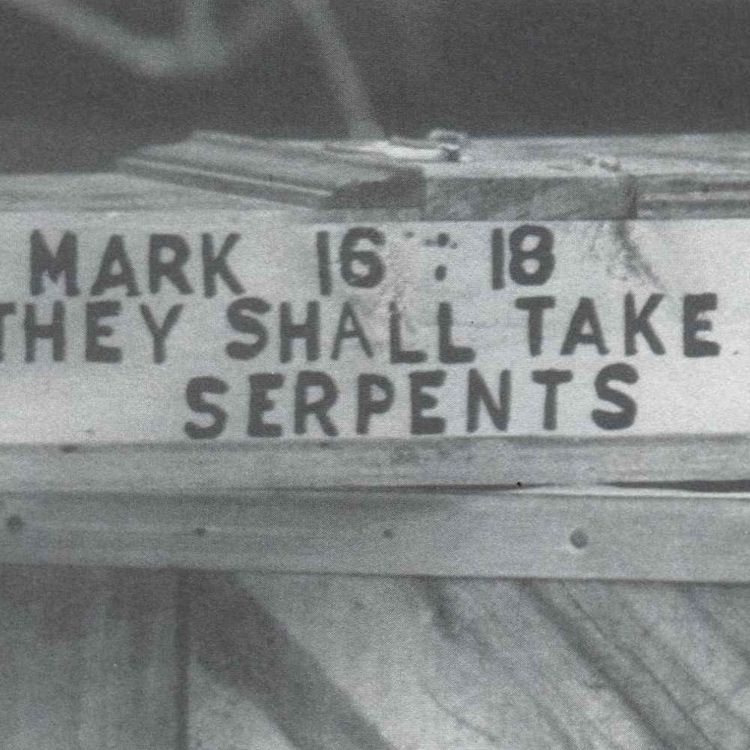 MARK 16:18
THEY SHALL TAKE
SERPENTS